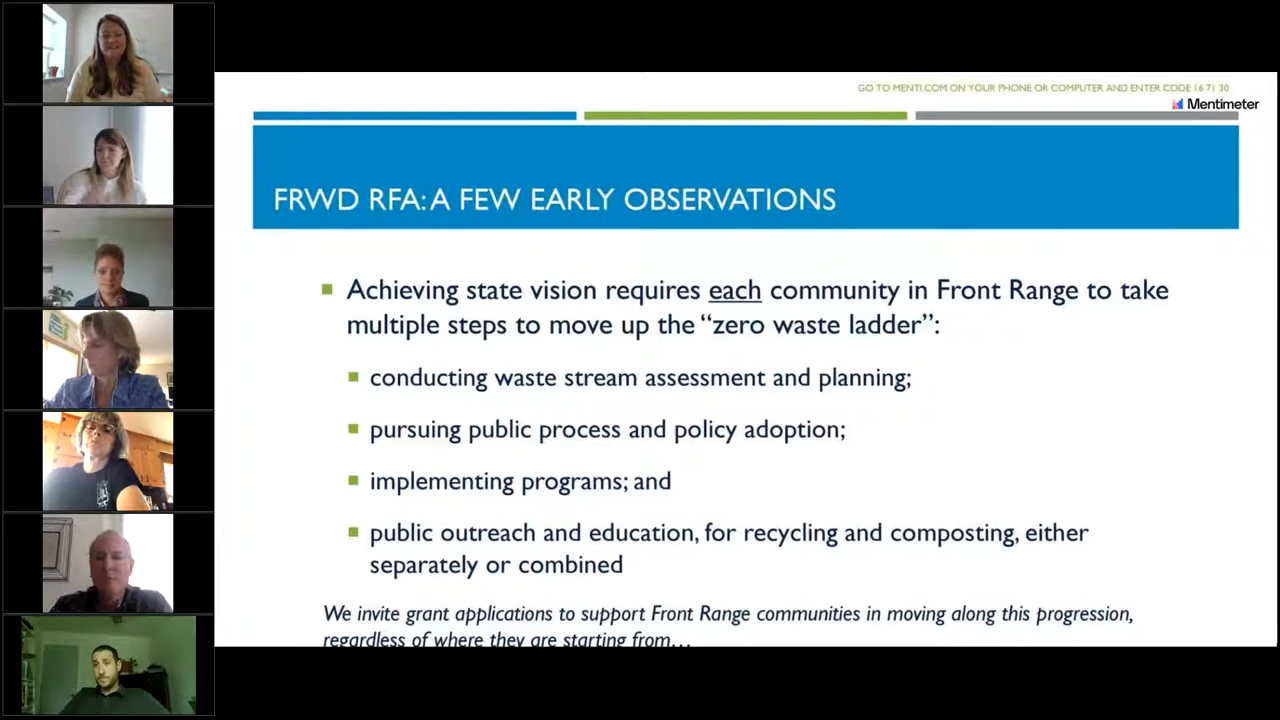 GO TO MENTI.COM ON YOUR PHONE OR COMPUTER AND ENTER CODE 16 71 30
Mentimeter
FRWD RFA: A FEW EARLY OBSERVATIONS
Achieving state vision requires each community in Front Range to take
multiple steps to move up the “zero waste ladder”:
conducting waste stream assessment and planning;
pursuing public process and policy adoption;
implementing programs; and
public outreach and education, for recycling and composting, either
separately or combined
We invite grant applications to support Front Range communities in moving along this progression,
regardless of where they are starting from…